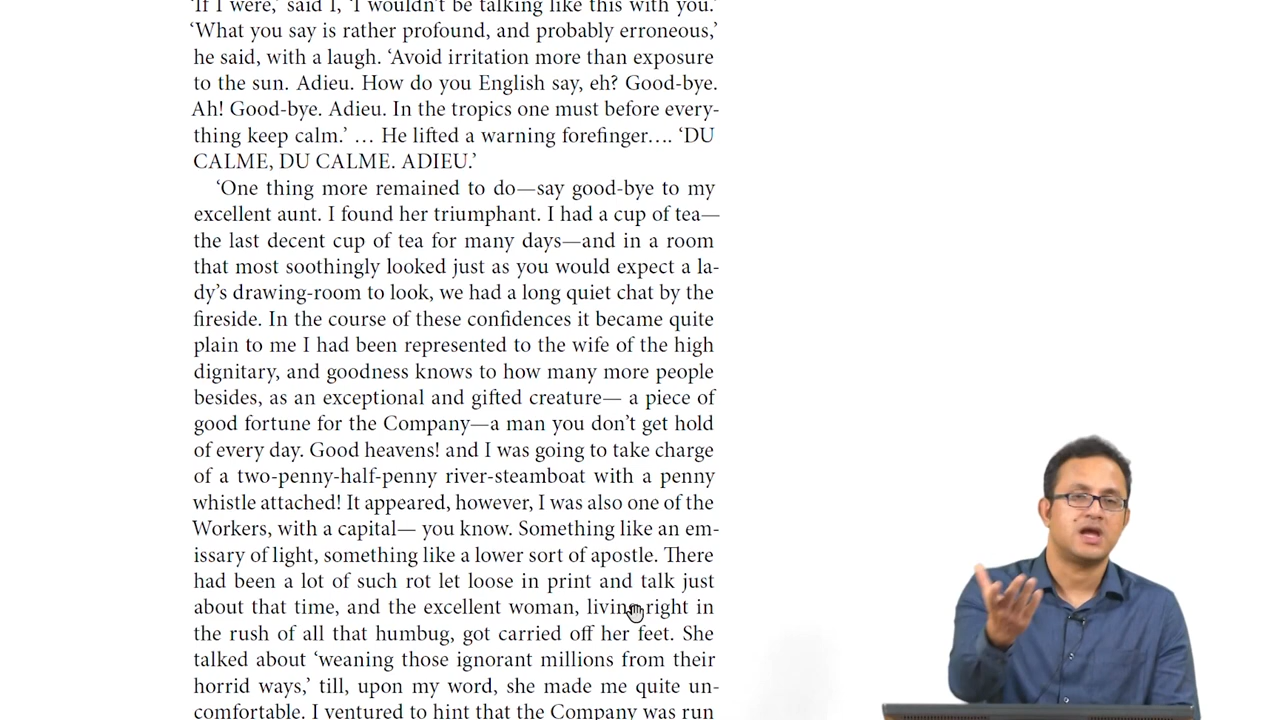 ‘If I were,’ said I, ‘I wouldn’t be talking like this with you.’
‘What you say is rather profound, and probably erroneous,’
he said, with a laugh. ‘Avoid irritation more than exposure
to the sun. Adieu. How do you English say, eh? Good-bye.
Ah! Good-bye. Adieu. In the tropics one must before every-
thing keep calm.’ … He lifted a warning forefinger…. ‘DU
CALME, DU CALME. ADIEU.’
‘One thing more remained to do—say good-bye to my
excellent aunt. I found her triumphant. I had a cup of tea—
the last decent cup of tea for many days—and in a room
that most soothingly looked just as you would expect a la-
dy’s drawing-room to look, we had a long quiet chat by the
fireside. In the course of these confidences it became quite
plain to me I had been represented to the wife of the high
dignitary, and goodness knows to how many more people
besides, as an exceptional and gifted creature— a piece of
good fortune for the Company—a man you don’t get hold
of every day. Good heavens! and I was going to take charge
of a two-penny-half-penny river-steamboat with a penny
whistle attached! It appeared, however, I was also one of the
Workers, with a capital— you know. Something like an em-
issary of light, something like a lower sort of apostle. There
had been a lot of such rot let loose in print and talk just
about that time, and the excellent woman, living right in
the rush of all that humbug, got carried off her feet. She
talked about ‘weaning those ignorant millions from their
horrid ways,’ till, upon my word, she made me quite un-
comfortable. I ventured to hint that the Company was run